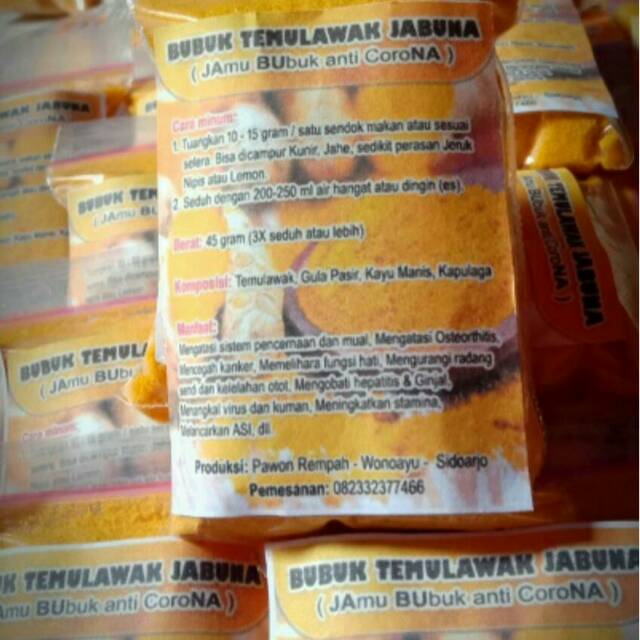 BUBUK TEMULAWAK JABUNA
( JAmu BUbuk anti CoroNA )
Cara minum:
1. Tuangkan 10 - 15 gram / satu sendok makan atau sesuai
selera. Bisa dicampur Kunir, Jahe, sedikit perasan Jeruk
Nipis atau Lemon.
2. Seduh dengan 200-250 ml air hangat atau dingin (es).
Berat: 45 gram (3X seduh atau lebih)
Komposisi: Temulawak, Gula Pasir, Kayu Manis, Kapulaga
Manfaat:
Mengatasi sistem pencernaan dan mual, Mengatasi Osteorthitis,
Mencegah kanker, Memelihara fungsi hati, Mengurangi radang
sendi dan kelelahan otot, Mengobati hepatitis & Ginjal,
Menangkal virus dan kuman, Meningkatkan stamina,
Melancarkan ASI, dll.
Produksi: Pawon Rempah - Wonoayu - Sidoarjo
Pemesanan: 082332377466
BUBUK TEMULAWAK JABUNA
( JAmu BUbuk anti CoroNA )
TEMULAWAK JABUNA
BUbuk anti CoroNA )
BUBUK TEMULAWAK JABUNA
( JAmu BUbuk anti CoroNA )